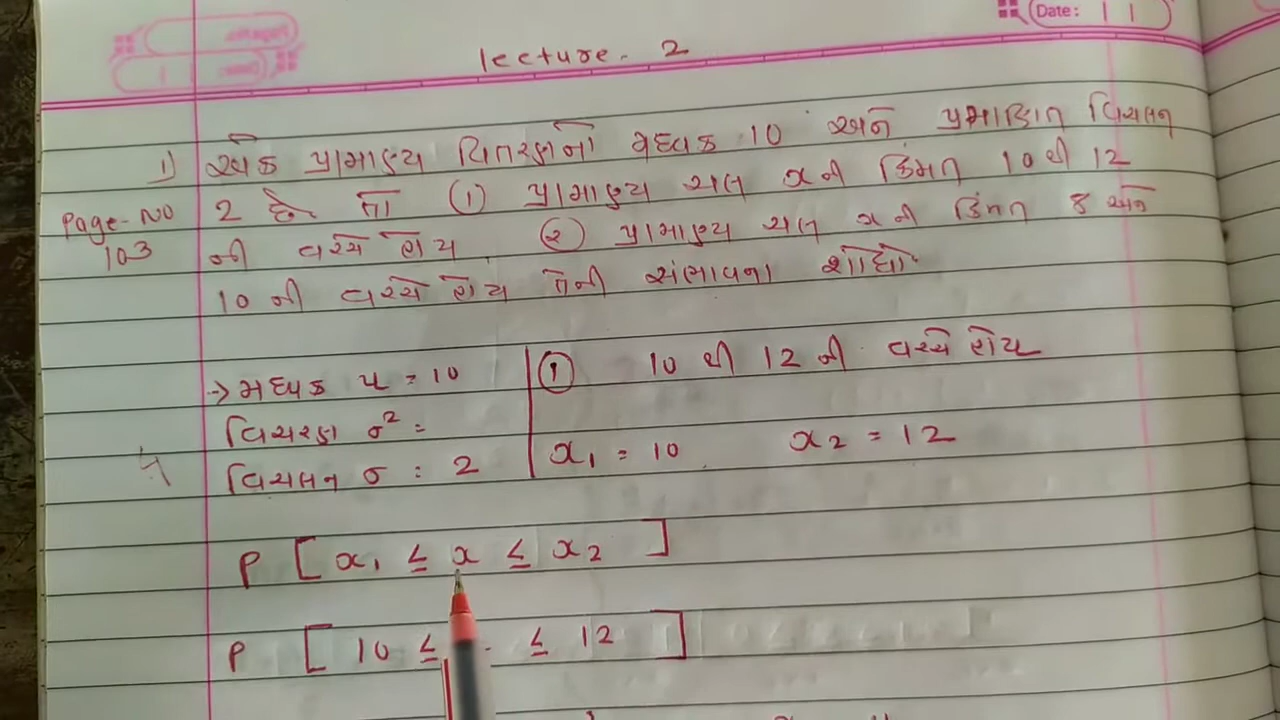 Date:
lecture - 2
1) એક પ્રામાણ્ય વિતરણનો મધ્યક 10 અને પ્રમાણિત વિચલન
Page-No 103
2 છે તો (1) પ્રામાણ્ય ચલ x ની કિંમત 10 થી 12
ની વચ્ચે હોય (2) પ્રામાણ્ય ચલ x ની કિંમત 8 અને
10 ની વચ્ચે હોય તેની સંભાવના શોધો.
→ મધ્યક μ = 10
વિચરણ σ² =
વિચલન σ = 2
(1) 10 થી 12 ની વચ્ચે હોય
x₁ = 10 x₂ = 12
P [ x₁ ≤ x ≤ x₂ ]
P [ 10 ≤ ≤ 12 ]